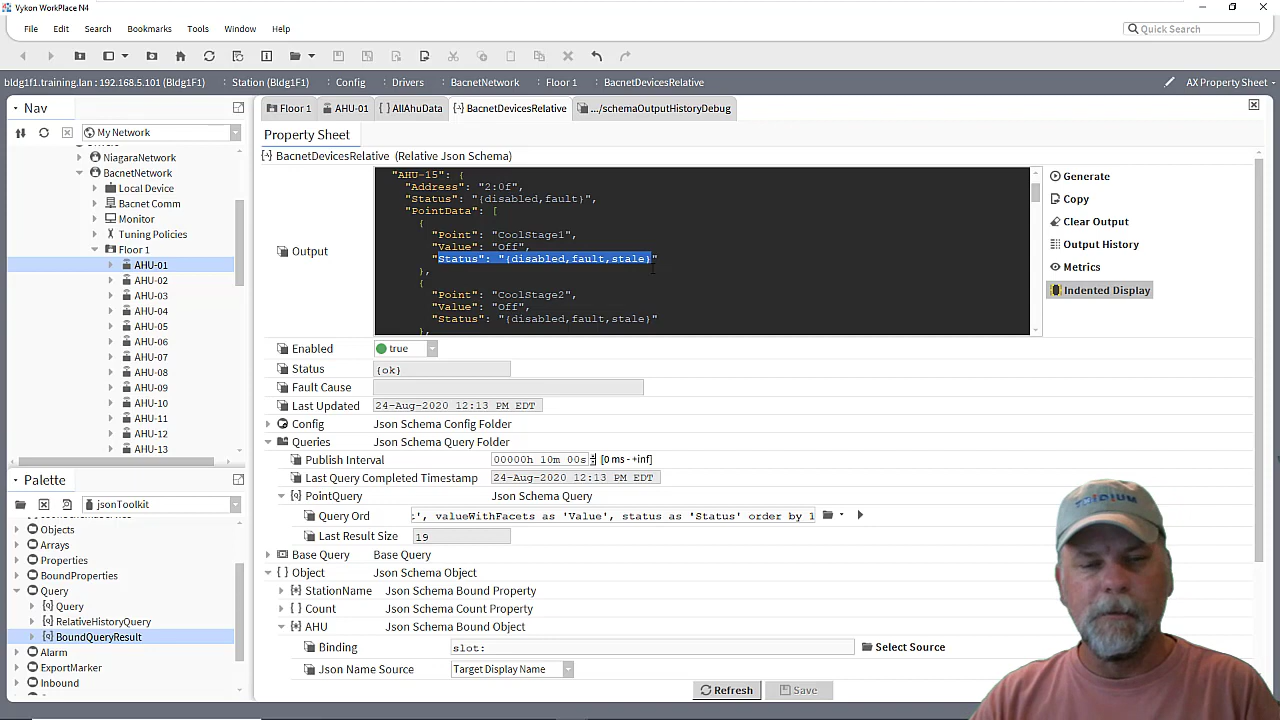 Vykon WorkPlace N4
File Edit Search Bookmarks Tools Window Help
Quick Search
bldg1f1.training.lan : 192.168.5.101 (Bldg1F1) Station (Bldg1F1) Config Drivers BacnetNetwork Floor 1 BacnetDevicesRelative AX Property Sheet
Nav
My Network
NiagaraNetwork
BacnetNetwork
Local Device
Bacnet Comm
Monitor
Tuning Policies
Floor 1
AHU-01
AHU-02
AHU-03
AHU-04
AHU-05
AHU-06
AHU-07
AHU-08
AHU-09
AHU-10
AHU-11
AHU-12
AHU-13
Palette
jsonToolkit
Objects
Arrays
Properties
BoundProperties
Query
Query
RelativeHistoryQuery
BoundQueryResult
Alarm
ExportMarker
Inbound
Floor 1 AHU-01 { } AllAhuData BacnetDevicesRelative .../schemaOutputHistoryDebug
Property Sheet
BacnetDevicesRelative (Relative Json Schema)
Output
"AHU-15": {
"Address": "2:0f",
"Status": "{disabled,fault}",
"PointData": [
{
"Point": "CoolStage1",
"Value": "Off",
"Status": "{disabled,fault,stale}"
},
{
"Point": "CoolStage2",
"Value": "Off",
"Status": "{disabled,fault,stale}"
},
Generate
Copy
Clear Output
Output History
Metrics
Indented Display
Enabled true
Status {ok}
Fault Cause
Last Updated 24-Aug-2020 12:13 PM EDT
Config Json Schema Config Folder
Queries Json Schema Query Folder
Publish Interval 00000h 10m 00s [0 ms - +inf]
Last Query Completed Timestamp 24-Aug-2020 12:13 PM EDT
PointQuery Json Schema Query
Query Ord :', valueWithFacets as 'Value', status as 'Status' order by 1
Last Result Size 19
Base Query Base Query
{ } Object Json Schema Object
StationName Json Schema Bound Property
{ } Count Json Schema Count Property
AHU Json Schema Bound Object
Binding slot: Select Source
Json Name Source Target Display Name
Refresh Save
TRIDIUM